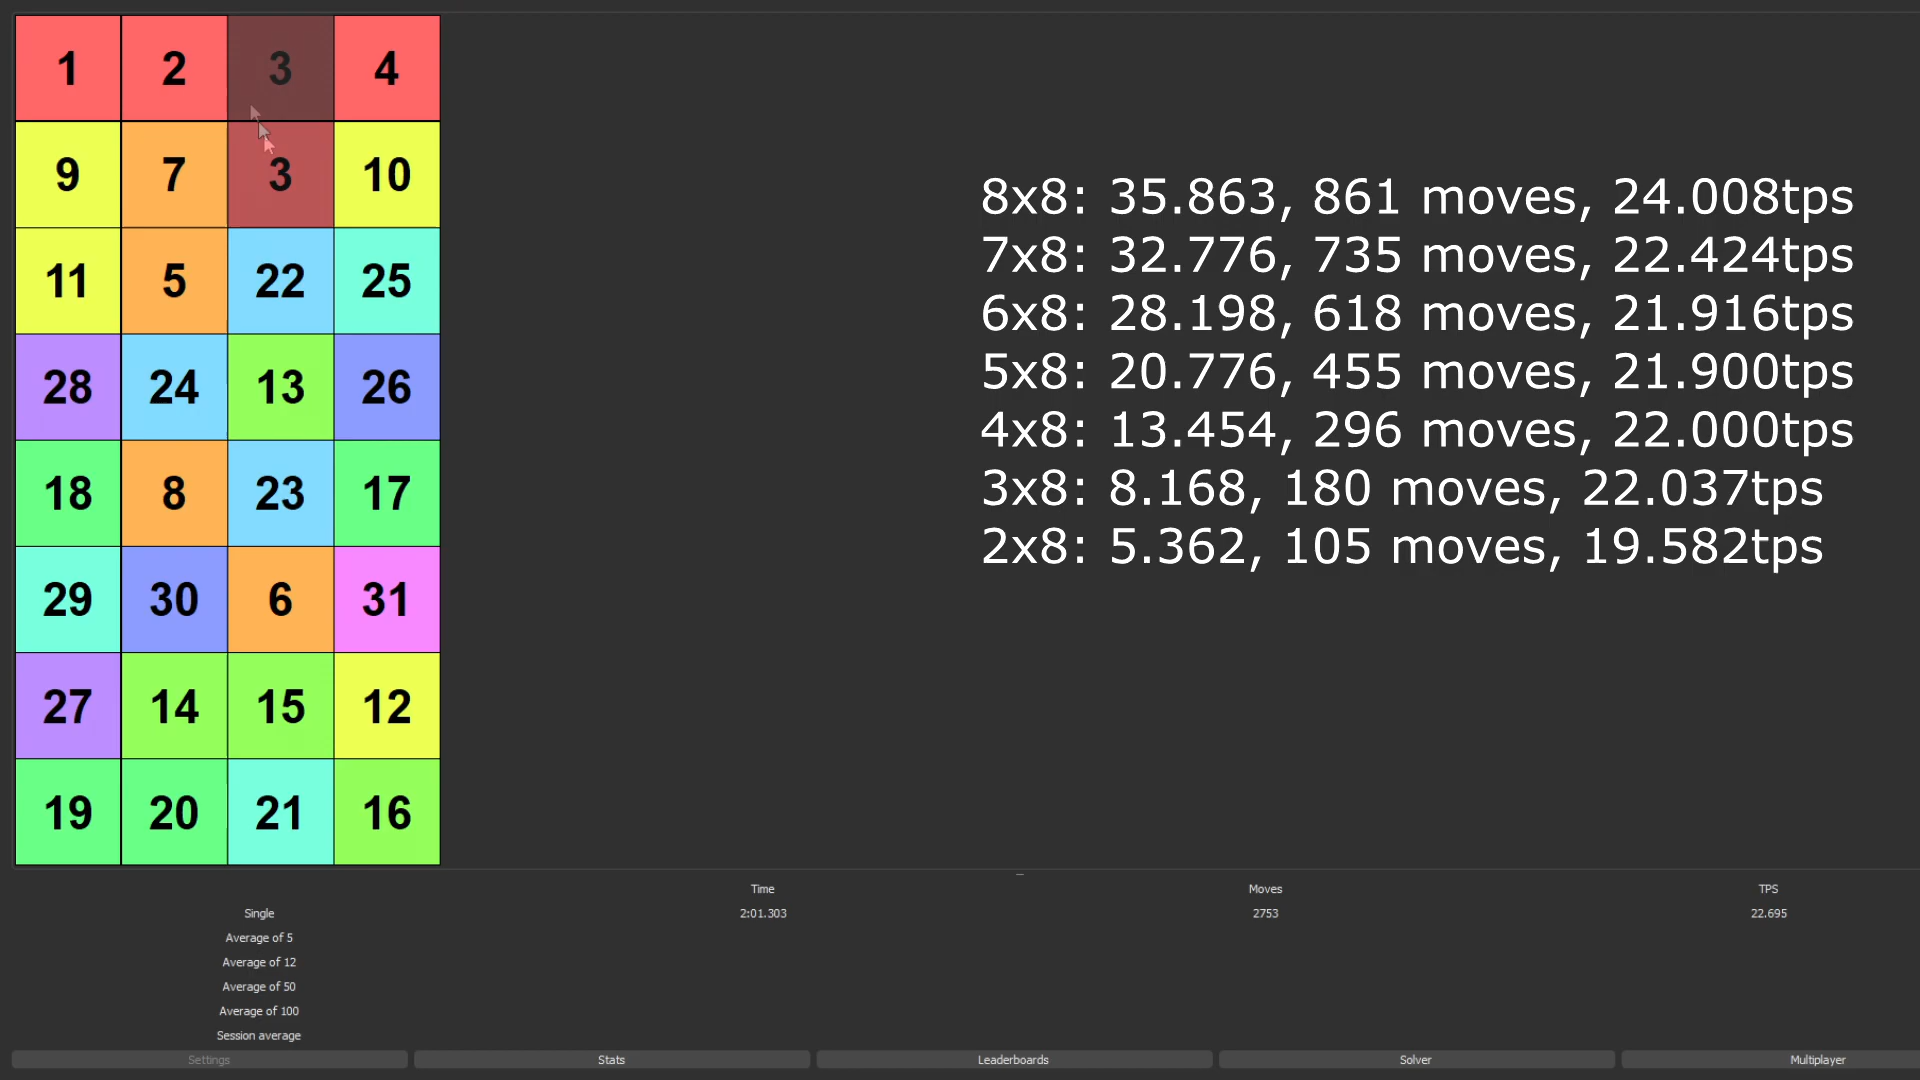 1 2 3 4
9 7 3 10
11 5 22 25
28 24 13 26
18 8 23 17
29 30 6 31
27 14 15 12
19 20 21 16
8x8: 35.863, 861 moves, 24.008tps
7x8: 32.776, 735 moves, 22.424tps
6x8: 28.198, 618 moves, 21.916tps
5x8: 20.776, 455 moves, 21.900tps
4x8: 13.454, 296 moves, 22.000tps
3x8: 8.168, 180 moves, 22.037tps
2x8: 5.362, 105 moves, 19.582tps
Time Moves TPS
Single 2:01.303 2753 22.695
Average of 5
Average of 12
Average of 50
Average of 100
Session average
Settings Stats Leaderboards Solver Multiplayer